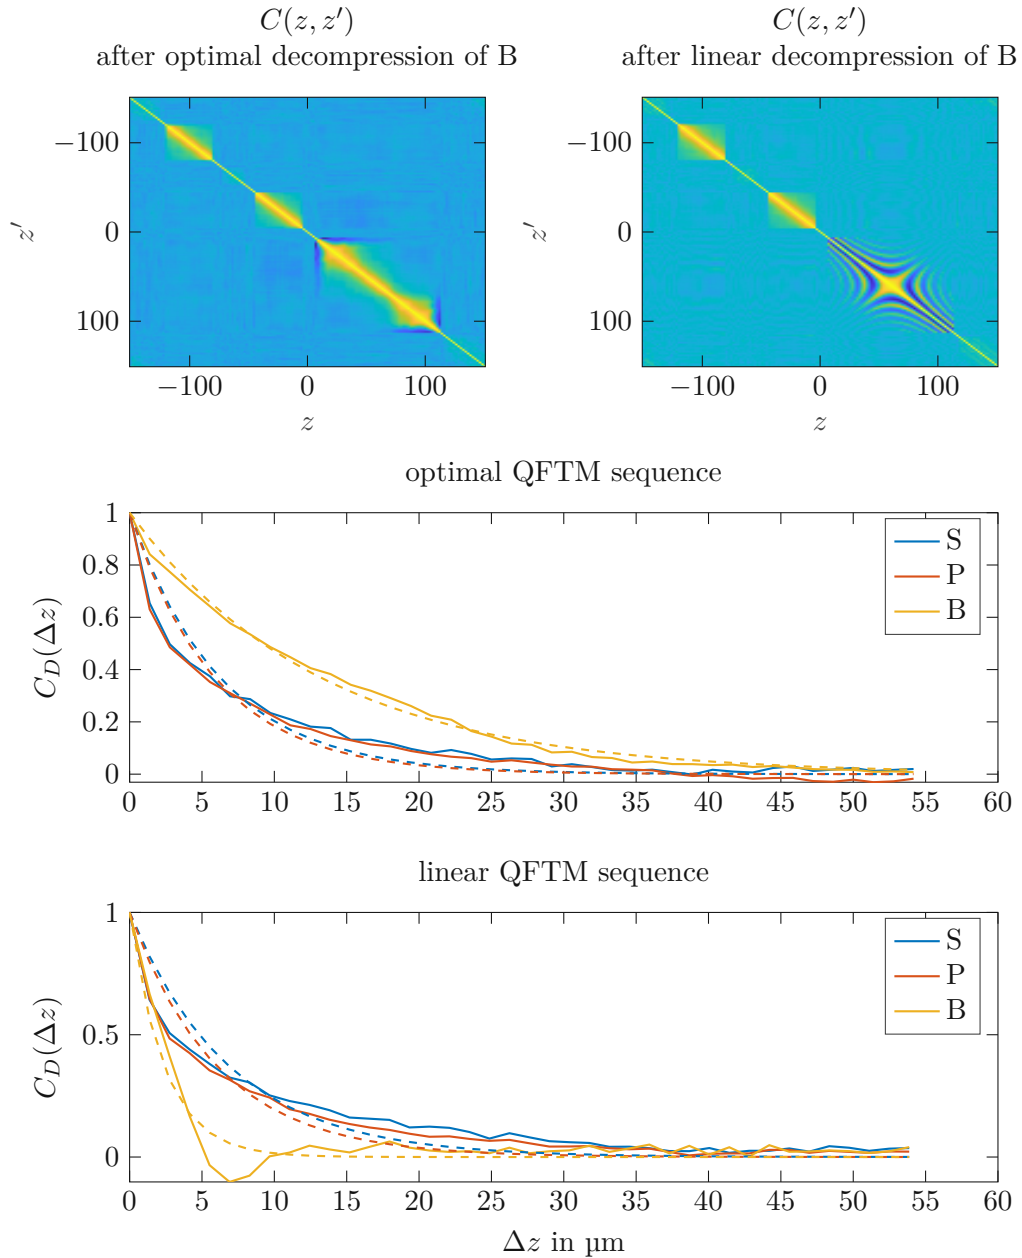 C(z, z′)
after optimal decompression of B
C(z, z′)
after linear decompression of B
z′
−100
0
100
−100 0 100
z
z′
−100
0
100
−100 0 100
z
optimal QFTM sequence
C_D(Δz)
1
0.8
0.6
0.4
0.2
0
0 5 10 15 20 25 30 35 40 45 50 55 60
S
P
B
linear QFTM sequence
C_D(Δz)
1
0.5
0
0 5 10 15 20 25 30 35 40 45 50 55 60
S
P
B
Δz in µm